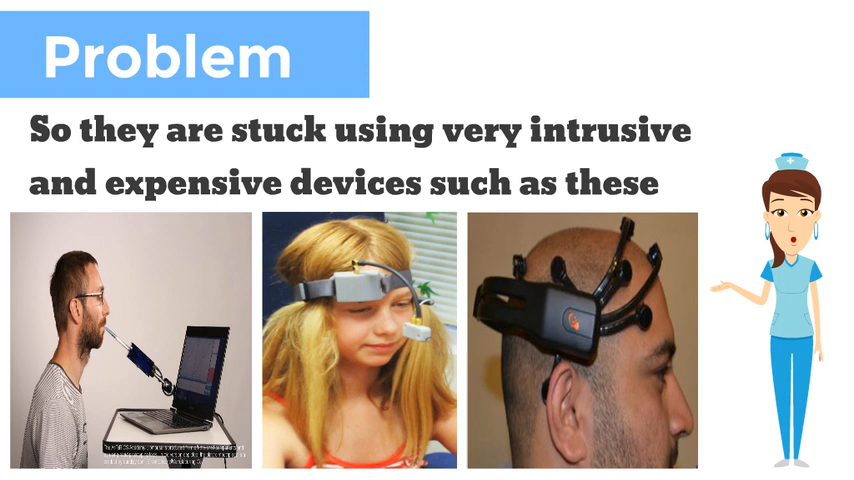 Problem
So they are stuck using very intrusive
and expensive devices such as these